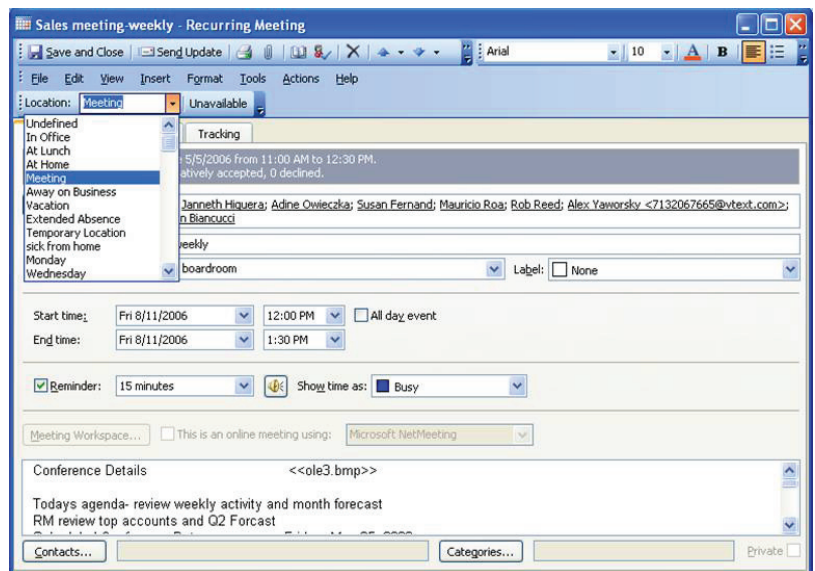 Sales meeting-weekly - Recurring Meeting
Save and Close Send Update Arial 10 A B
File Edit View Insert Format Tools Actions Help
Location: Meeting Unavailable
Undefined
In Office
At Lunch
At Home
Meeting
Away on Business
Vacation
Extended Absence
Temporary Location
sick from home
Monday
Wednesday
Tracking
5/5/2006 from 11:00 AM to 12:30 PM.
atively accepted, 0 declined.
Janneth Higuera; Adine Owieczka; Susan Fernand; Mauricio Roa; Rob Reed; Alex Yaworsky <7132067665@vtext.com>;
n Biancucci
weekly
boardroom Label: None
Start time: Fri 8/11/2006 12:00 PM All day event
End time: Fri 8/11/2006 1:30 PM
Reminder: 15 minutes Show time as: Busy
Meeting Workspace... This is an online meeting using: Microsoft NetMeeting
Conference Details <<ole3.bmp>>
Todays agenda- review weekly activity and month forecast
RM review top accounts and Q2 Forcast
Contacts... Categories... Private